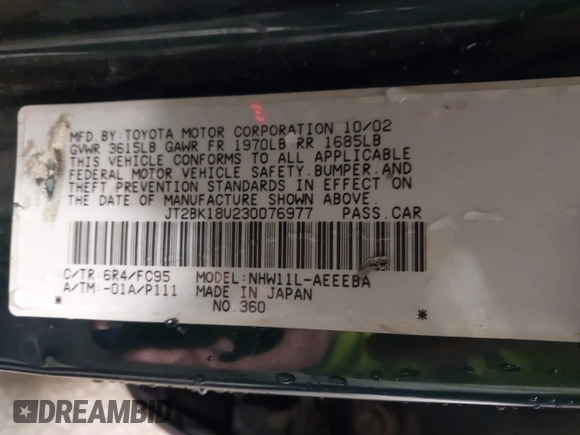 MFD.BY:TOYOTA MOTOR CORPORATION 10/02
GVWR 3615LB GAWR FR 1970LB RR 1685LB
THIS VEHICLE CONFORMS TO ALL APPLICABLE
FEDERAL MOTOR VEHICLE SAFETY,BUMPER,AND
THEFT PREVENTION STANDARDS IN EFFECT ON
THE DATE OF MANUFACTURE SHOWN ABOVE.
JT2BK18U230076977 PASS.CAR
C/TR:6R4/FC95 MODEL:NHW11L-AEEEBA
A/TM:-01A/P111 MADE IN JAPAN
NO.360
DREAMBID